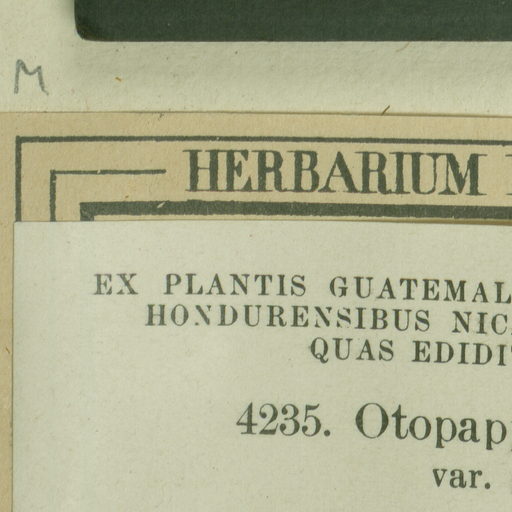 M
HERBARIUM
EX PLANTIS GUATEMAL
HONDURENSIBUS NIC
QUAS EDIDI
4235. Otopap
var.